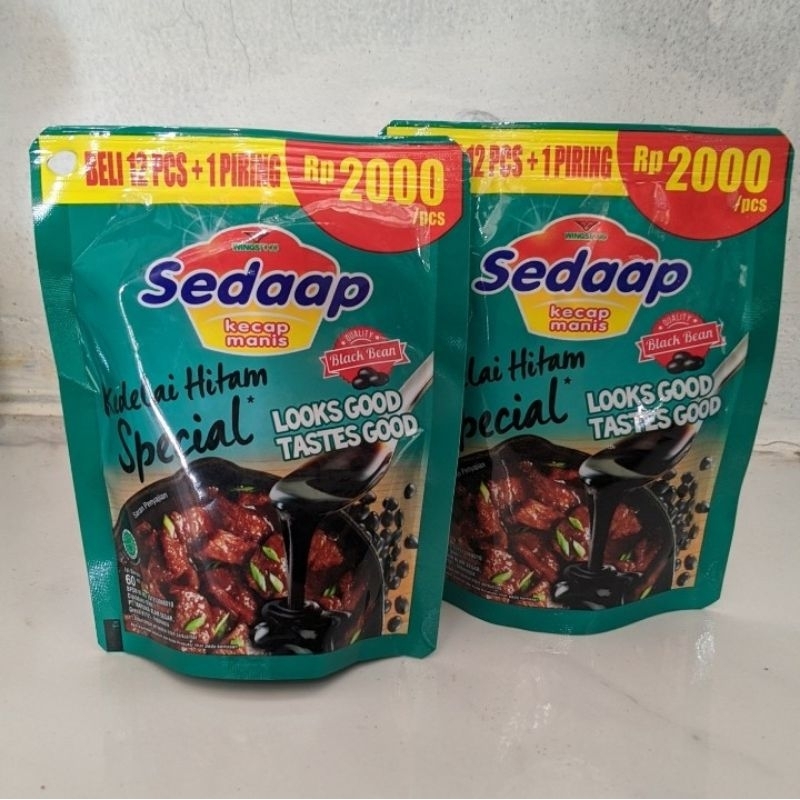 BELI 12 PCS + 1 PIRING
Rp 2000
/pcs
WINGSFOOD
Sedaap
kecap
manis
QUALITY
Black Bean
Kedelai Hitam
Special*
LOOKS GOOD
TASTES GOOD
Saran Penyajian
60
12 PCS + 1 PIRING
Rp 2000
/pcs
WINGSFOOD
Sedaap
kecap
manis
QUALITY
Black Bean
lai Hitam
pecial*
LOOKS GOOD
TASTES GOOD